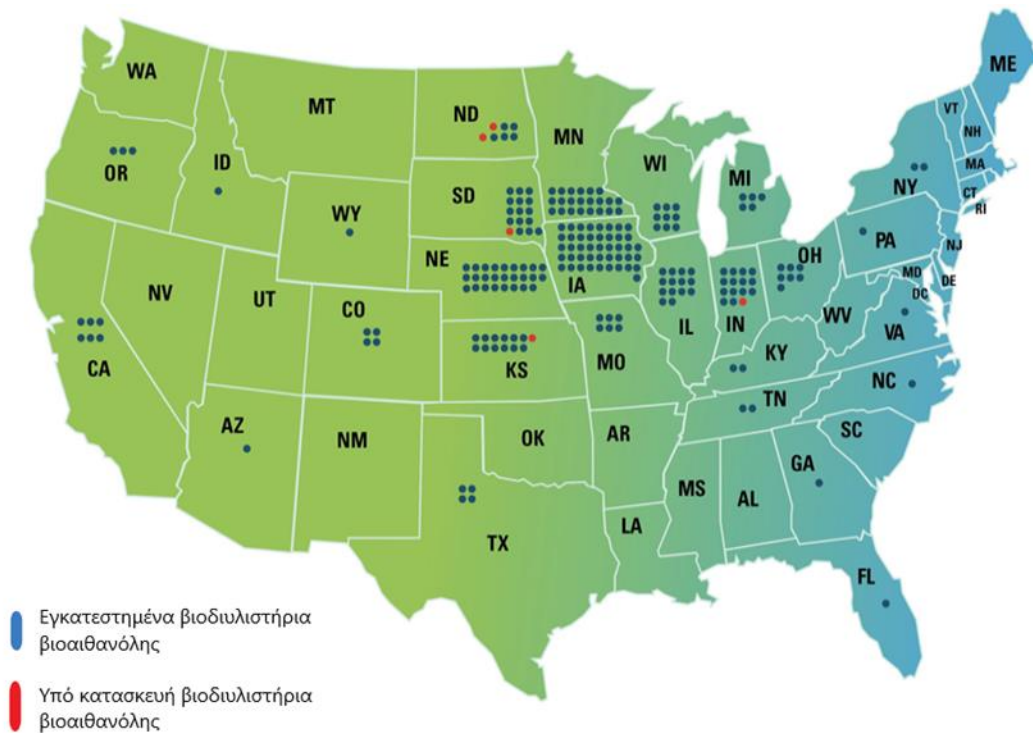 WA
MT
ND
MN
ME
VT
NH
OR
ID
WI
MI
MA
WY
SD
NY
CT
RI
NE
IA
PA
OH
NJ
NV
UT
CO
IL
IN
MD
DE
DC
WV
VA
CA
KS
MO
KY
NC
TN
AZ
NM
OK
AR
SC
GA
MS
AL
TX
LA
FL
Εγκατεστημένα βιοδιυλιστήρια
βιοαιθανόλης
Υπό κατασκευή βιοδιυλιστήρια
βιοαιθανόλης